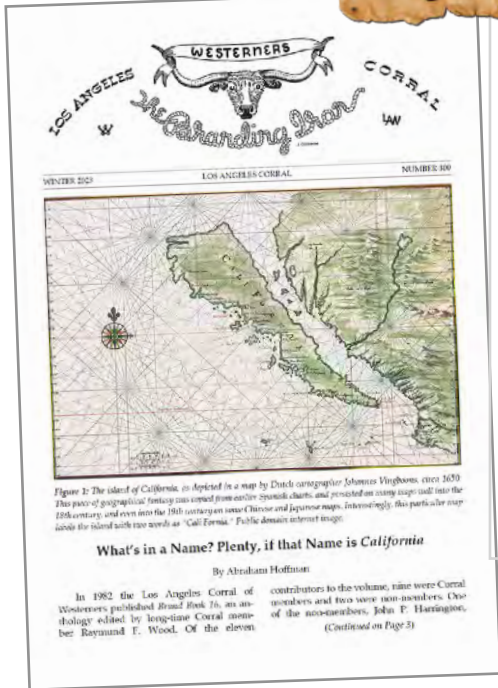 WESTERNERS
LOS ANGELES
CORRAL
The Branding Iron
WINTER 2023
LOS ANGELES CORRAL
NUMBER 309
Figure 1: The island of California, as depicted in a map by Dutch cartographer Johannes Vingboons, circa 1650.
This piece of geographical fantasy was copied from earlier Spanish charts, and persisted on many maps well into the
18th century, and even into the 19th century on some Chinese and Japanese maps. Interestingly, this particular map
labels the island with two words as "Cali Fornia." Public domain internet image.
What's in a Name? Plenty, if that Name is California
By Abraham Hoffman
In 1982 the Los Angeles Corral of
Westerners published Brand Book 16, an an-
thology edited by long-time Corral mem-
ber Raymund F. Wood. Of the eleven
contributors to the volume, nine were Corral
members and two were non-members. One
of the non-members, John P. Harrington,
(Continued on Page 3)